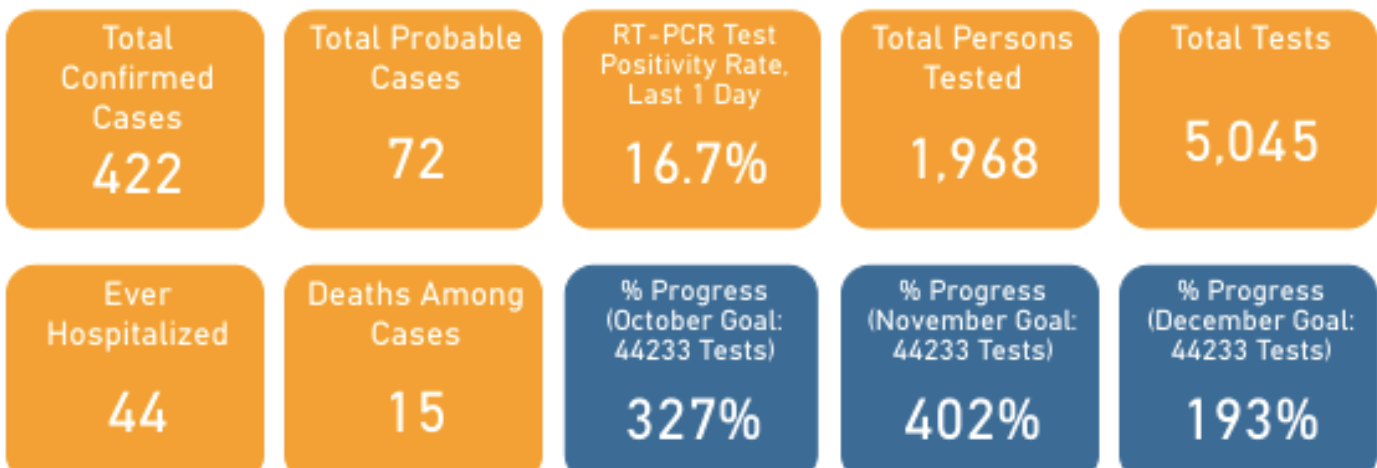 Total
Confirmed
Cases
422
Total Probable
Cases
72
RT-PCR Test
Positivity Rate,
Last 1 Day
16.7%
Total Persons
Tested
1,968
Total Tests
5,045
Ever
Hospitalized
44
Deaths Among
Cases
15
% Progress
(October Goal:
44233 Tests)
327%
% Progress
(November Goal:
44233 Tests)
402%
% Progress
(December Goal:
44233 Tests)
193%